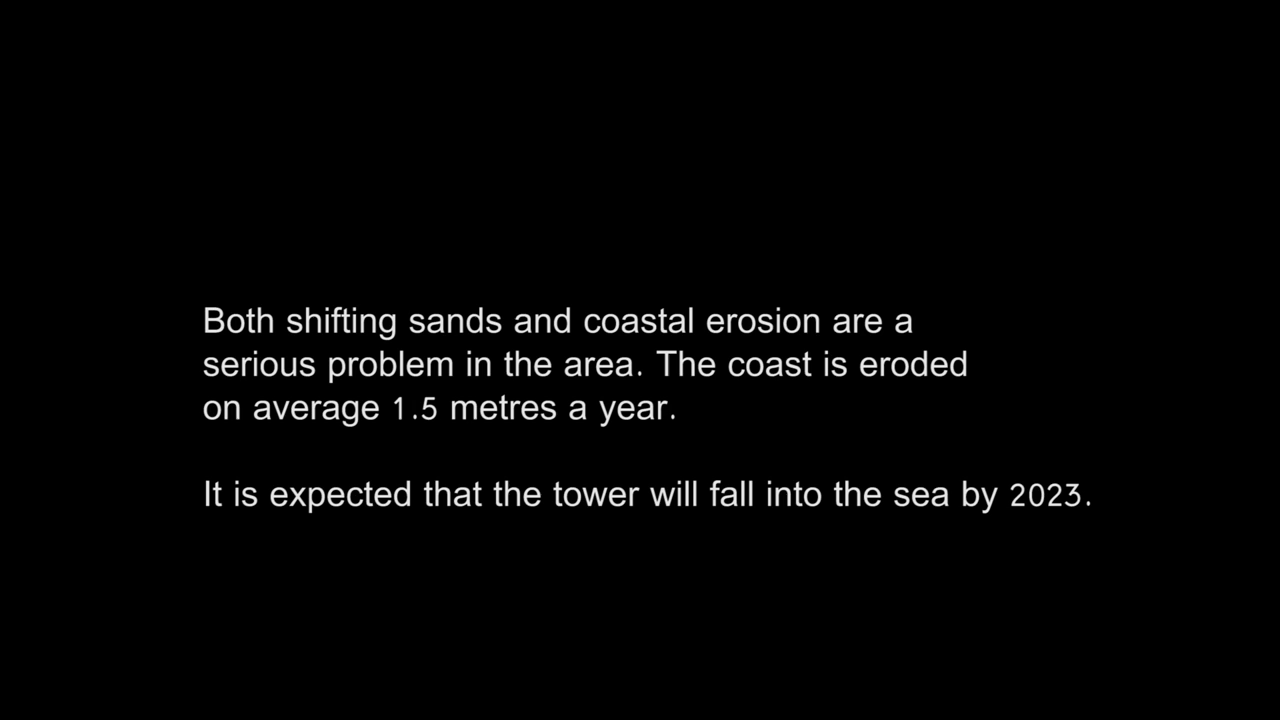 Both shifting sands and coastal erosion are a
serious problem in the area. The coast is eroded
on average 1.5 metres a year.
It is expected that the tower will fall into the sea by 2023.